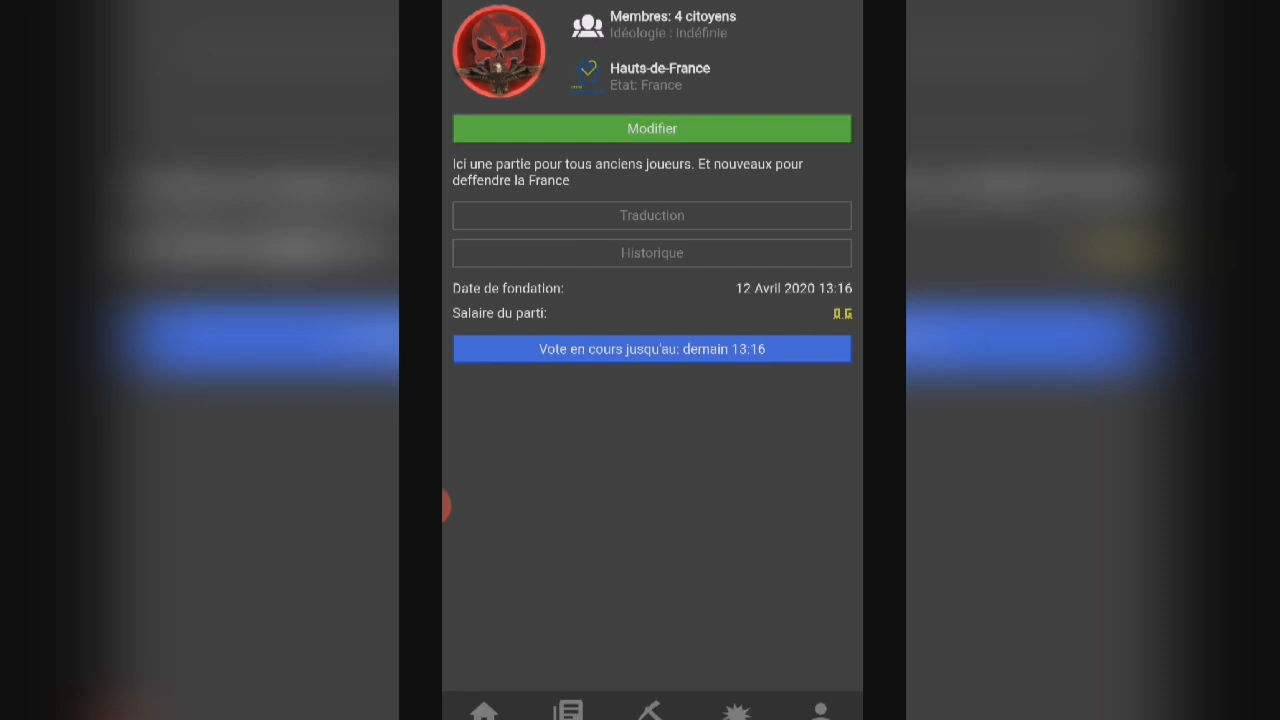 Membres: 4 citoyens
Idéologie : Indéfinie
Hauts-de-France
Etat: France
Modifier
Ici une partie pour tous anciens joueurs. Et nouveaux pour
deffendre la France
Traduction
Historique
Date de fondation: 12 Avril 2020 13:16
Salaire du parti: 0 G
Vote en cours jusqu'au: demain 13:16